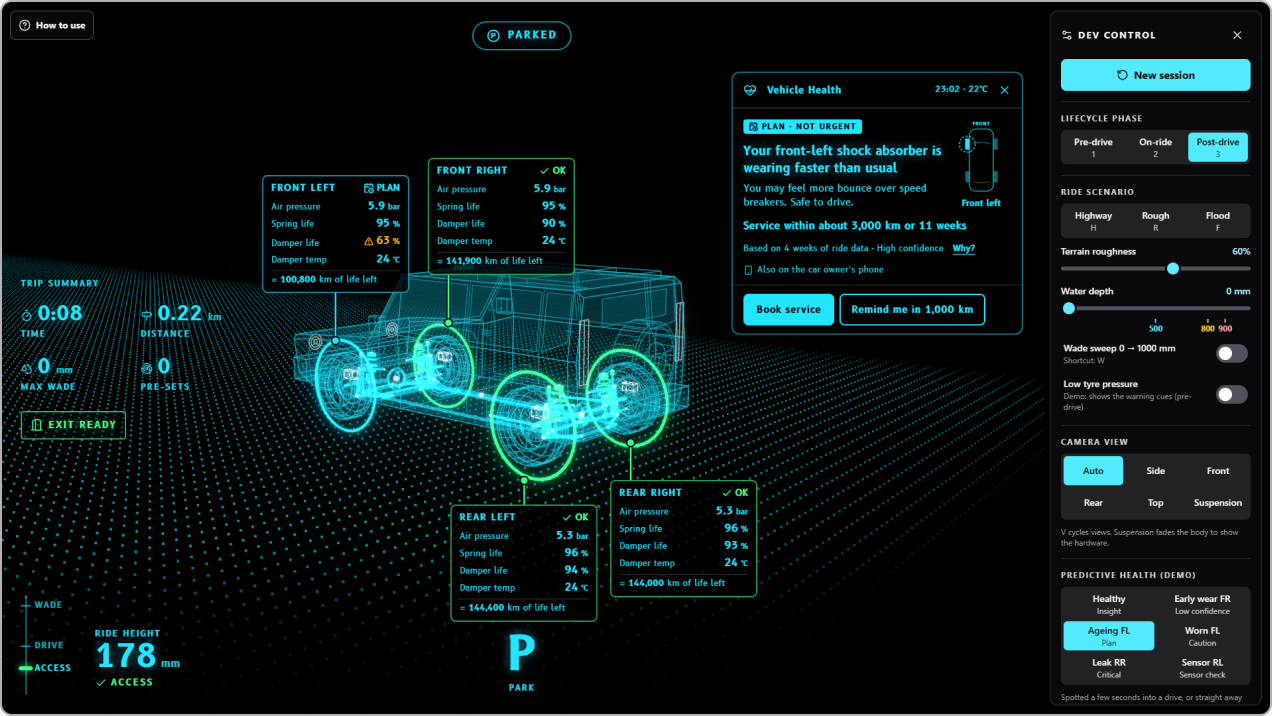 How to use
PARKED
FRONT LEFT PLAN
Air pressure 5.9 bar
Spring life 95 %
Damper life 63 %
Damper temp 24 °C
≈ 100,800 km of life left
FRONT RIGHT OK
Air pressure 5.9 bar
Spring life 95 %
Damper life 90 %
Damper temp 24 °C
≈ 141,900 km of life left
Vehicle Health 23:02 · 22°C
PLAN · NOT URGENT
Your front-left shock absorber is
wearing faster than usual
You may feel more bounce over speed
breakers. Safe to drive.
Service within about 3,000 km or 11 weeks
Based on 4 weeks of ride data · High confidence Why?
Also on the car owner's phone
FRONT
Front left
Book service
Remind me in 1,000 km
TRIP SUMMARY
0:08
TIME
0.22 km
DISTANCE
0 mm
MAX WADE
0
PRE-SETS
EXIT READY
REAR LEFT OK
Air pressure 5.3 bar
Spring life 96 %
Damper life 94 %
Damper temp 24 °C
≈ 144,400 km of life left
REAR RIGHT OK
Air pressure 5.3 bar
Spring life 96 %
Damper life 93 %
Damper temp 24 °C
≈ 144,000 km of life left
WADE
DRIVE
ACCESS
RIDE HEIGHT
178 mm
ACCESS
P
PARK
DEV CONTROL
New session
LIFECYCLE PHASE
Pre-drive On-ride Post-drive
1 2 3
RIDE SCENARIO
Highway Rough Flood
H R F
Terrain roughness 60%
Water depth 0 mm
500 800 900
Wade sweep 0 → 1000 mm
Shortcut: W
Low tyre pressure
Demo: shows the warning cues (pre-
drive)
CAMERA VIEW
Auto Side Front
Rear Top Suspension
V cycles views. Suspension fades the body to show
the hardware.
PREDICTIVE HEALTH (DEMO)
Healthy Early wear FR
Insight Low confidence
Ageing FL Worn FL
Plan Caution
Leak RR Sensor RL
Critical Sensor check
Spotted a few seconds into a drive, or straight away